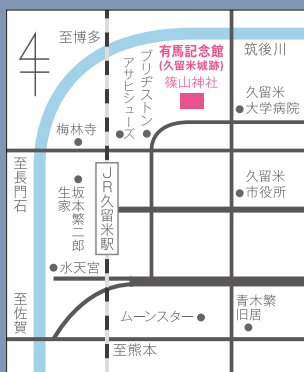 至博多
筑後川
有馬記念館
(久留米城跡)
篠山神社
ブリヂストン
アサヒシューズ
久留米
大学病院
梅林寺
至長門石
坂本繁二郎
生家
JR久留米駅
久留米
市役所
水天宮
至佐賀
ムーンスター
青木繁
旧居
至熊本